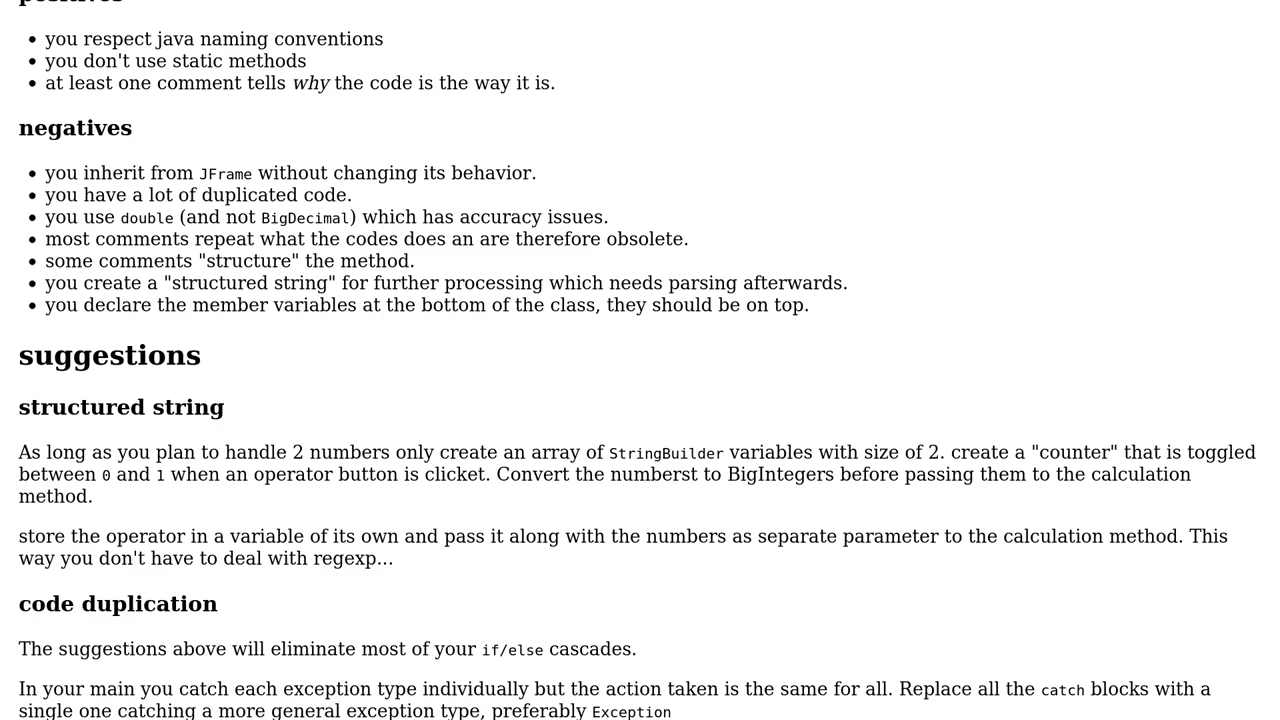 positives
you respect java naming conventions
you don't use static methods
at least one comment tells why the code is the way it is.
negatives
you inherit from JFrame without changing its behavior.
you have a lot of duplicated code.
you use double (and not BigDecimal) which has accuracy issues.
most comments repeat what the codes does an are therefore obsolete.
some comments "structure" the method.
you create a "structured string" for further processing which needs parsing afterwards.
you declare the member variables at the bottom of the class, they should be on top.
suggestions
structured string
As long as you plan to handle 2 numbers only create an array of StringBuilder variables with size of 2. create a "counter" that is toggled
between 0 and 1 when an operator button is clicket. Convert the numberst to BigIntegers before passing them to the calculation
method.
store the operator in a variable of its own and pass it along with the numbers as separate parameter to the calculation method. This
way you don't have to deal with regexp...
code duplication
The suggestions above will eliminate most of your if/else cascades.
In your main you catch each exception type individually but the action taken is the same for all. Replace all the catch blocks with a
single one catching a more general exception type, preferably Exception